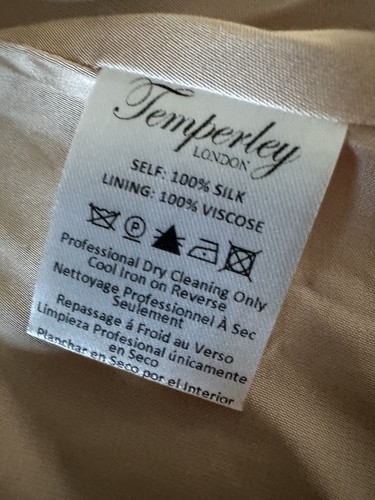 Temperley
LONDON
SELF: 100% SILK
LINING: 100% VISCOSE
P
Professional Dry Cleaning Only
Cool Iron on Reverse
Nettoyage Professionnel À Sec
Seulement
Repassage á Froid au Verso
Limpieza Profesional únicamente
en Seco
Planchar en Seco por el Interior